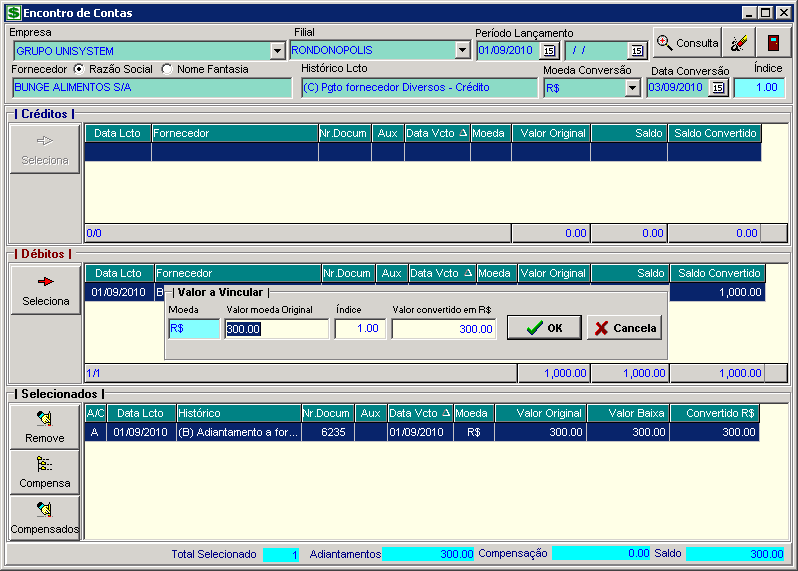 Encontro de Contas
Empresa Filial Período Lançamento
GRUPO UNISYSTEM RONDONOPOLIS 01/09/2010 15 / / 15 Consulta
Fornecedor Razão Social Nome Fantasia Histórico Lcto Moeda Conversão Data Conversão Índice
BUNGE ALIMENTOS S/A (C) Pgto fornecedor Diversos - Crédito R$ 03/09/2010 15 1.00
| Créditos |
Seleciona
Data Lcto Fornecedor Nr.Docum Aux Data Vcto Moeda Valor Original Saldo Saldo Convertido
0/0 0.00 0.00 0.00
| Débitos |
Seleciona
Data Lcto Fornecedor Nr.Docum Aux Data Vcto Moeda Valor Original Saldo Saldo Convertido
01/09/2010 B 1,000.00
| Valor a Vincular |
Moeda Valor moeda Original Índice Valor convertido em R$
R$ 300.00 1.00 300.00 OK Cancela
1/1 1,000.00 1,000.00 1,000.00
| Selecionados |
Remove
Compensa
Compensados
A/C Data Lcto Histórico Nr.Docum Aux Data Vcto Moeda Valor Original Valor Baixa Convertido R$
A 01/09/2010 (B) Adiantamento a for... 6235 01/09/2010 R$ 300.00 300.00 300.00
Total Selecionado 1 Adiantamentos 300.00 Compensação 0.00 Saldo 300.00